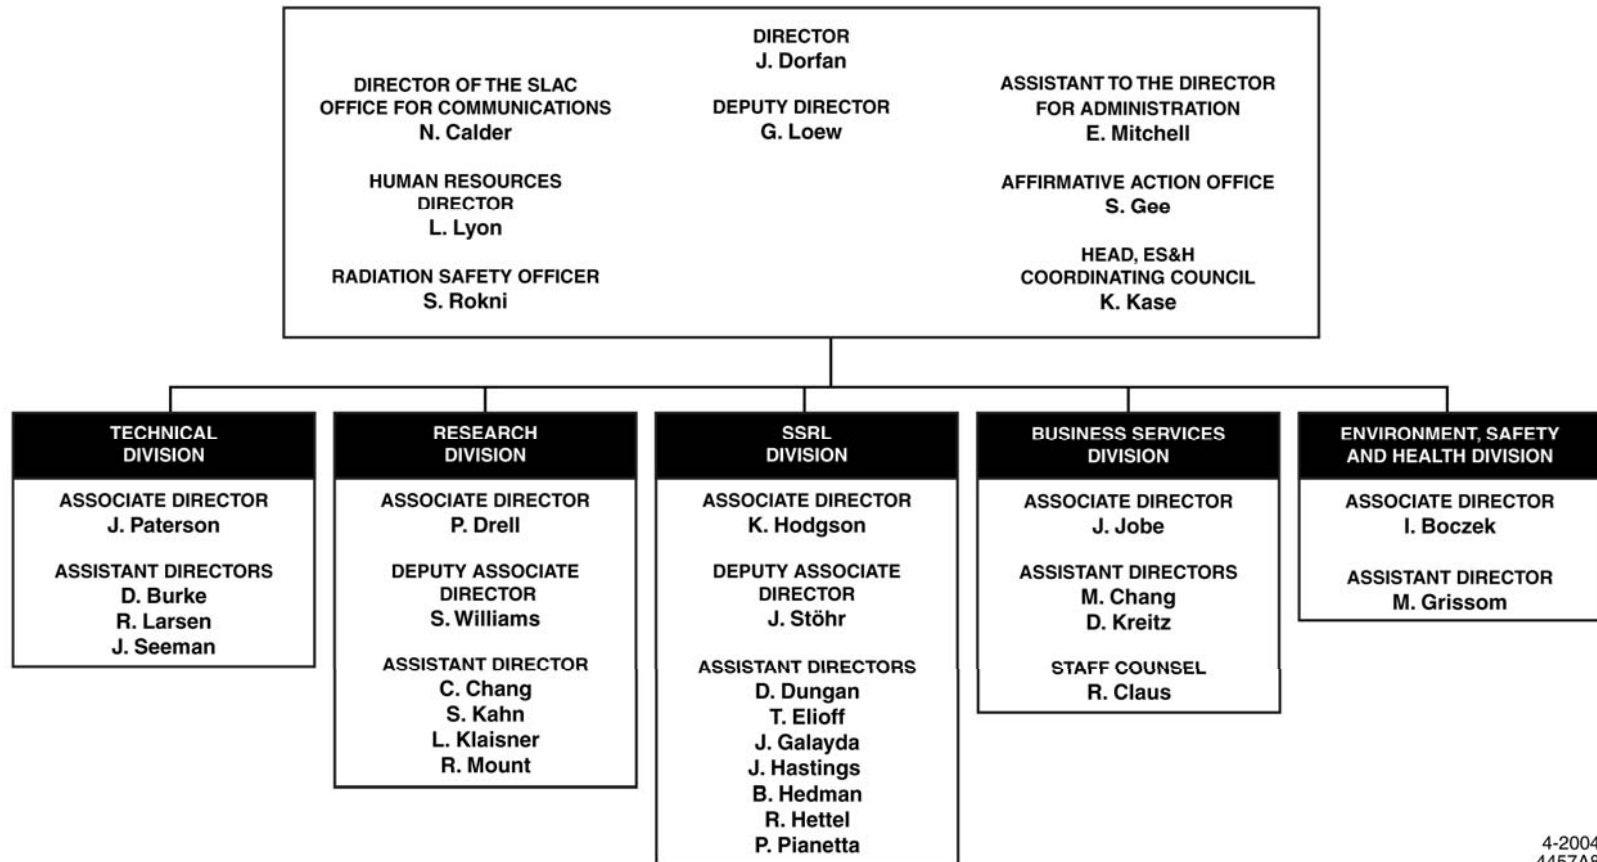 DIRECTOR
J. Dorfan
DIRECTOR OF THE SLAC
OFFICE FOR COMMUNICATIONS
N. Calder
HUMAN RESOURCES
DIRECTOR
L. Lyon
RADIATION SAFETY OFFICER
S. Rokni
DEPUTY DIRECTOR
G. Loew
ASSISTANT TO THE DIRECTOR
FOR ADMINISTRATION
E. Mitchell
AFFIRMATIVE ACTION OFFICE
S. Gee
HEAD, ES&H
COORDINATING COUNCIL
K. Kase
TECHNICAL
DIVISION
ASSOCIATE DIRECTOR
J. Paterson
ASSISTANT DIRECTORS
D. Burke
R. Larsen
J. Seeman
RESEARCH
DIVISION
ASSOCIATE DIRECTOR
P. Drell
DEPUTY ASSOCIATE
DIRECTOR
S. Williams
ASSISTANT DIRECTOR
C. Chang
S. Kahn
L. Klaisner
R. Mount
SSRL
DIVISION
ASSOCIATE DIRECTOR
K. Hodgson
DEPUTY ASSOCIATE
DIRECTOR
J. Stöhr
ASSISTANT DIRECTORS
D. Dungan
T. Elioff
J. Galayda
J. Hastings
B. Hedman
R. Hettel
P. Pianetta
BUSINESS SERVICES
DIVISION
ASSOCIATE DIRECTOR
J. Jobe
ASSISTANT DIRECTORS
M. Chang
D. Kreitz
STAFF COUNSEL
R. Claus
ENVIRONMENT, SAFETY
AND HEALTH DIVISION
ASSOCIATE DIRECTOR
I. Boczek
ASSISTANT DIRECTOR
M. Grissom
4-2004
4457A8